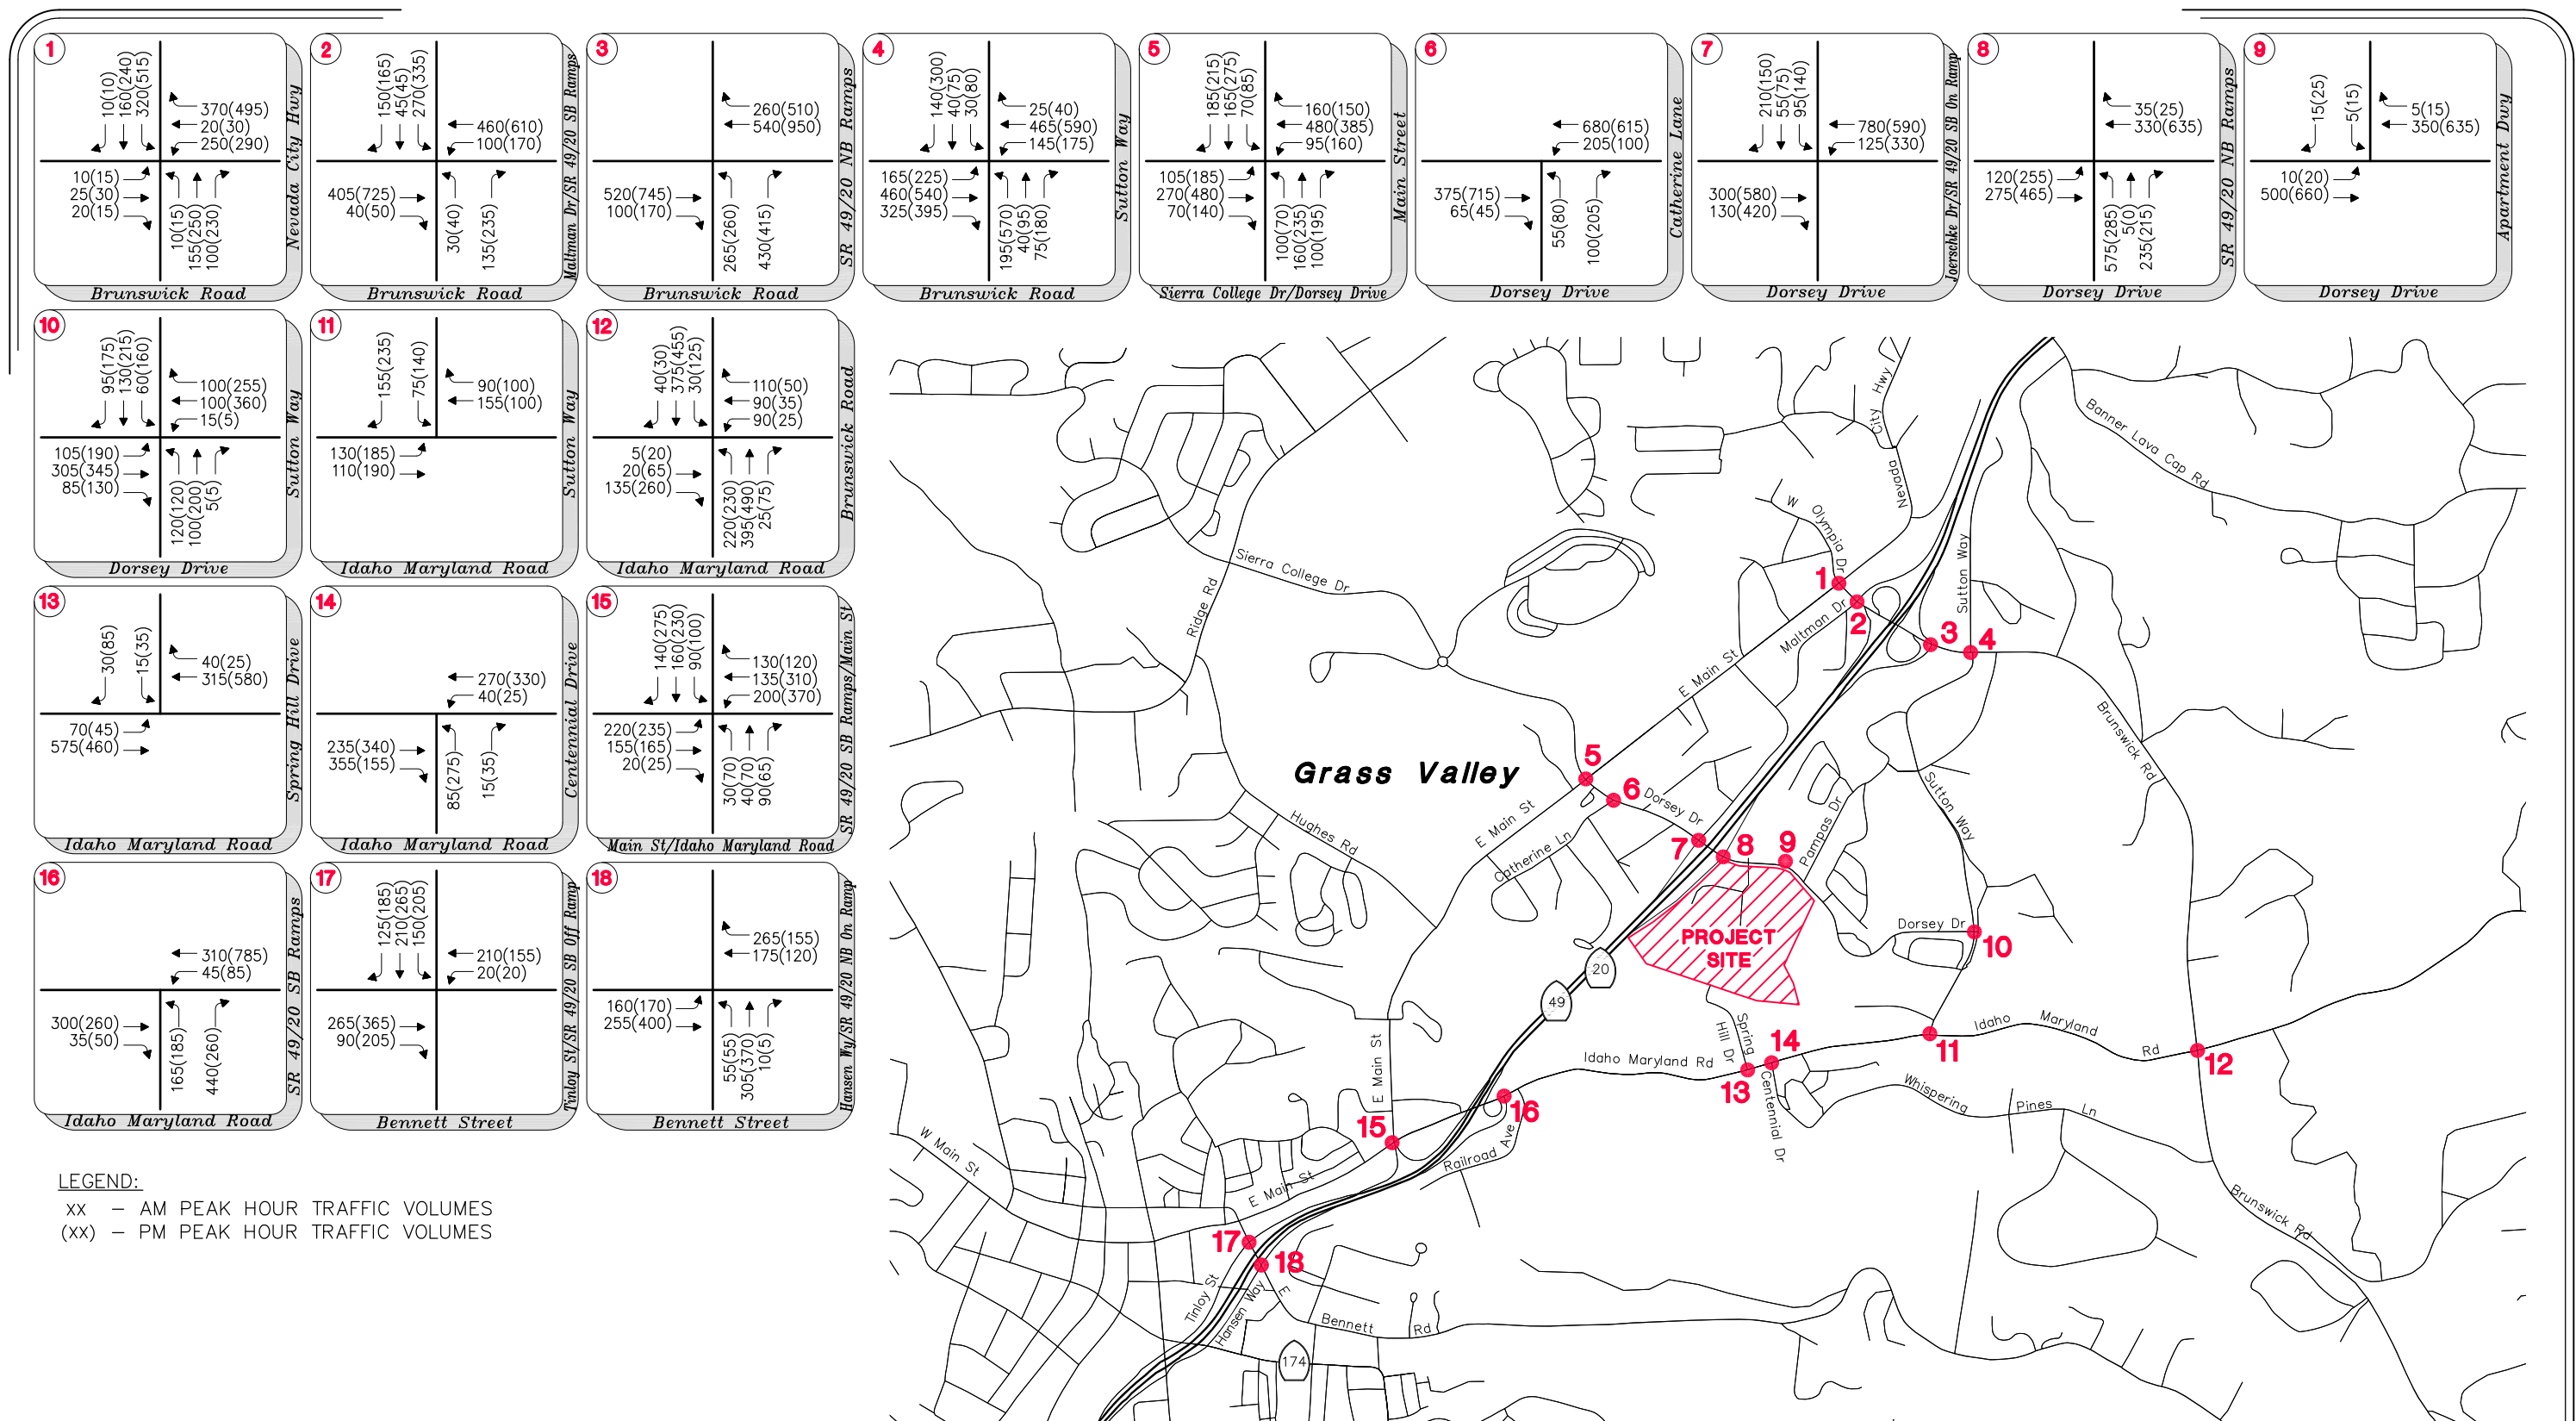 1
10(10)
160(240)
320(515)
370(495)
20(30)
250(290)
10(15)
25(30)
20(15)
10(15)
155(250)
100(230)
Nevada City Hwy
Brunswick Road
2
150(165)
45(45)
270(335)
460(610)
100(170)
405(725)
40(50)
30(40)
135(235)
Maltman Dr/SR 49/20 SB Ramps
Brunswick Road
3
260(510)
540(950)
520(745)
100(170)
265(260)
430(415)
SR 49/20 NB Ramps
Brunswick Road
4
140(300)
40(75)
30(80)
25(40)
465(590)
145(175)
165(225)
460(540)
325(395)
195(570)
40(95)
75(180)
Sutton Way
Brunswick Road
5
185(215)
165(275)
70(85)
160(150)
480(385)
95(160)
105(185)
270(480)
70(140)
100(70)
160(235)
100(195)
Main Street
Sierra College Dr/Dorsey Drive
6
680(615)
205(100)
375(715)
65(45)
55(80)
100(205)
Catherine Lane
Dorsey Drive
7
210(150)
55(75)
95(140)
780(590)
125(330)
300(580)
130(420)
Joerschke Dr/SR 49/20 SB On Ramp
Dorsey Drive
8
35(25)
330(635)
120(255)
275(465)
575(285)
5(0)
235(215)
SR 49/20 NB Ramps
Dorsey Drive
9
15(25)
5(15)
5(15)
350(635)
10(20)
500(660)
Apartment Dwy
Dorsey Drive
10
95(175)
130(215)
60(160)
100(255)
100(360)
15(5)
105(190)
305(345)
85(130)
120(120)
100(200)
5(5)
Sutton Way
Dorsey Drive
11
155(235)
75(140)
90(100)
155(100)
130(185)
110(190)
Sutton Way
Idaho Maryland Road
12
40(30)
375(455)
30(125)
110(50)
90(35)
90(25)
5(20)
20(65)
135(260)
220(230)
395(490)
25(75)
Brunswick Road
Idaho Maryland Road
13
30(85)
15(35)
40(25)
315(580)
70(45)
575(460)
Spring Hill Drive
Idaho Maryland Road
14
270(330)
40(25)
235(340)
355(155)
85(275)
15(35)
Centennial Drive
Idaho Maryland Road
15
140(275)
160(230)
90(100)
130(120)
135(310)
200(370)
220(235)
155(165)
20(25)
30(70)
40(70)
90(65)
SR 49/20 SB Ramps/Main St
Main St/Idaho Maryland Road
16
310(785)
45(85)
300(260)
35(50)
165(185)
440(260)
SR 49/20 SB Ramps
Idaho Maryland Road
17
125(185)
210(265)
150(205)
210(155)
20(20)
265(365)
90(205)
Tinloy St/SR 49/20 SB Off Ramp
Bennett Street
18
265(155)
175(120)
160(170)
255(400)
55(55)
305(370)
10(5)
Hansen Wy/SR 49/20 NB On Ramp
Bennett Street
LEGEND:
xx – AM PEAK HOUR TRAFFIC VOLUMES
(xx) – PM PEAK HOUR TRAFFIC VOLUMES
Nevada City Hwy
Banner Lava Cap Rd
W Olympia Dr
Sierra College Dr
Ridge Rd
Sutton Way
1
2
3
4
Maltman Dr
E Main St
Brunswick Rd
Grass Valley
5
6
Dorsey Dr
E Main St
Hughes Rd
Catherine Ln
7
8
9
Pampas Dr
Sutton Way
PROJECT
SITE
Dorsey Dr
10
20
49
Spring
Hill Dr
Idaho Maryland Rd
11
12
13
14
Idaho Maryland Rd
Centennial Dr
Whispering Pines Ln
E Main St
15
16
Railroad Ave
W Main St
E Main St
Brunswick Rd
17
18
Tinloy St
Hansen Way
E Bennett Rd
174